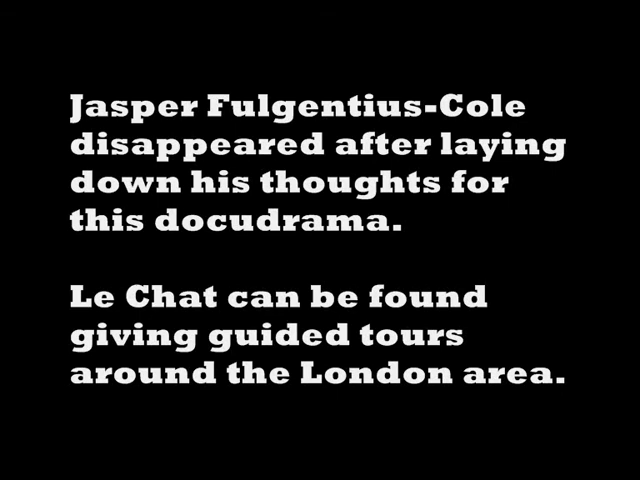 Jasper Fulgentius-Cole
disappeared after laying
down his thoughts for
this docudrama.
Le Chat can be found
giving guided tours
around the London area.